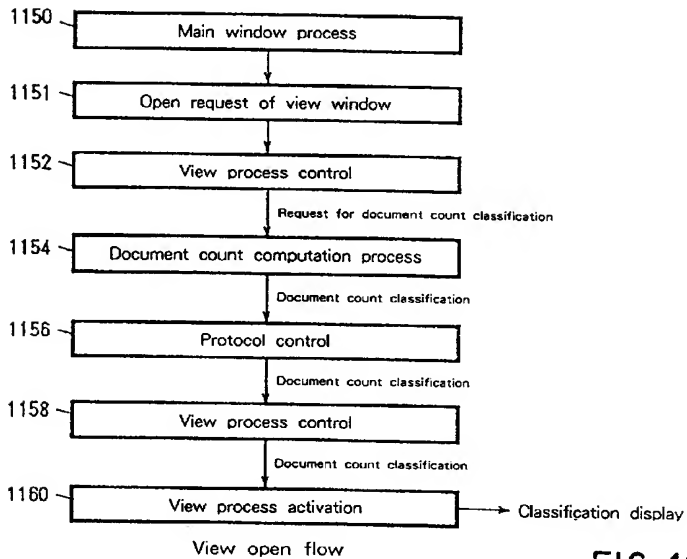 1150
Main window process
1151
Open request of view window
1152
View process control
Request for document count classification
1154
Document count computation process
Document count classification
1156
Protocol control
Document count classification
1158
View process control
Document count classification
1160
View process activation
Classification display
View open flow